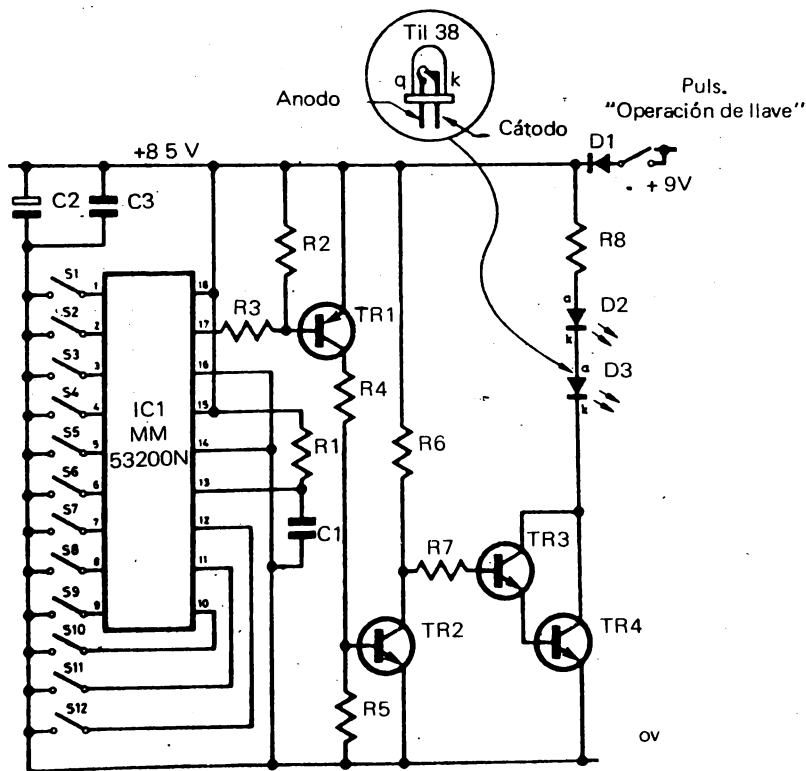 Til 38
q k
Anodo
Cátodo
Puls.
"Operación de llave"
+8 5 V
D1
+ 9V
C2
C3
R2
R8
S1 1 18
S2 2 17
R3
TR1
a D2
k
S3 3 16
a D3
k
S4 4 15
R4
IC1
MM
53200N
S5 5 14
R1
R6
S6 6 13
S7 7 12
C1
S8 8 11
R7
TR3
S9 9 10
S10
TR2
TR4
S11
S12
R5
OV